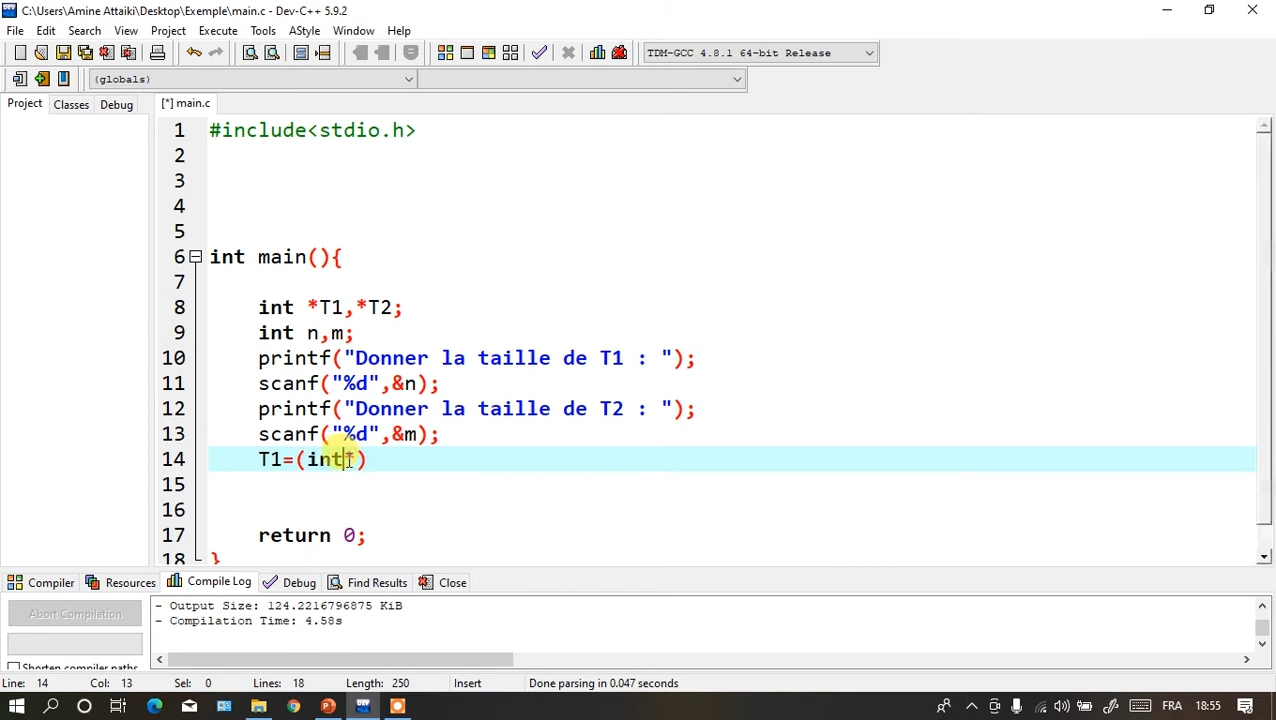 C:\Users\Amine Attaiki\Desktop\Exemple\main.c - Dev-C++ 5.9.2
File Edit Search View Project Execute Tools AStyle Window Help
TDM-GCC 4.8.1 64-bit Release
(globals)
Project Classes Debug [*] main.c
1 #include<stdio.h>
2
3
4
5
6 int main(){
7
8 int *T1,*T2;
9 int n,m;
10 printf("Donner la taille de T1 : ");
11 scanf("%d",&n);
12 printf("Donner la taille de T2 : ");
13 scanf("%d",&m);
14 T1=(int*)
15
16
17 return 0;
18 }
Compiler Resources Compile Log Debug Find Results Close
Abort Compilation
- Output Size: 124.2216796875 KiB
- Compilation Time: 4.58s
Shorten compiler paths
Line: 14 Col: 13 Sel: 0 Lines: 18 Length: 250 Insert Done parsing in 0.047 seconds
FRA 18:55